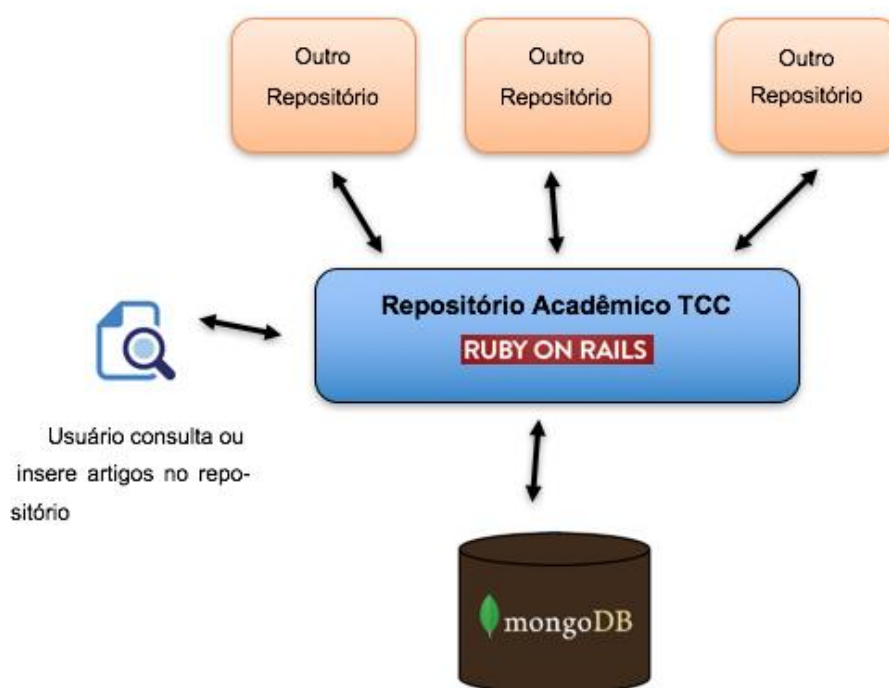 Outro
Repositório
Outro
Repositório
Outro
Repositório
Repositório Acadêmico TCC
RUBY ON RAILS
Usuário consulta ou
insere artigos no repo-
sitório
mongoDB